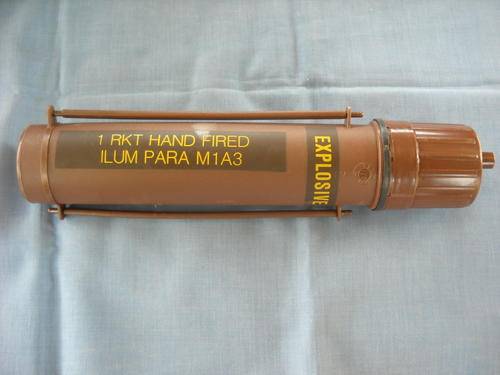 1 RKT HAND FIRED
ILUM PARA M1A3
EXPLOSIVE